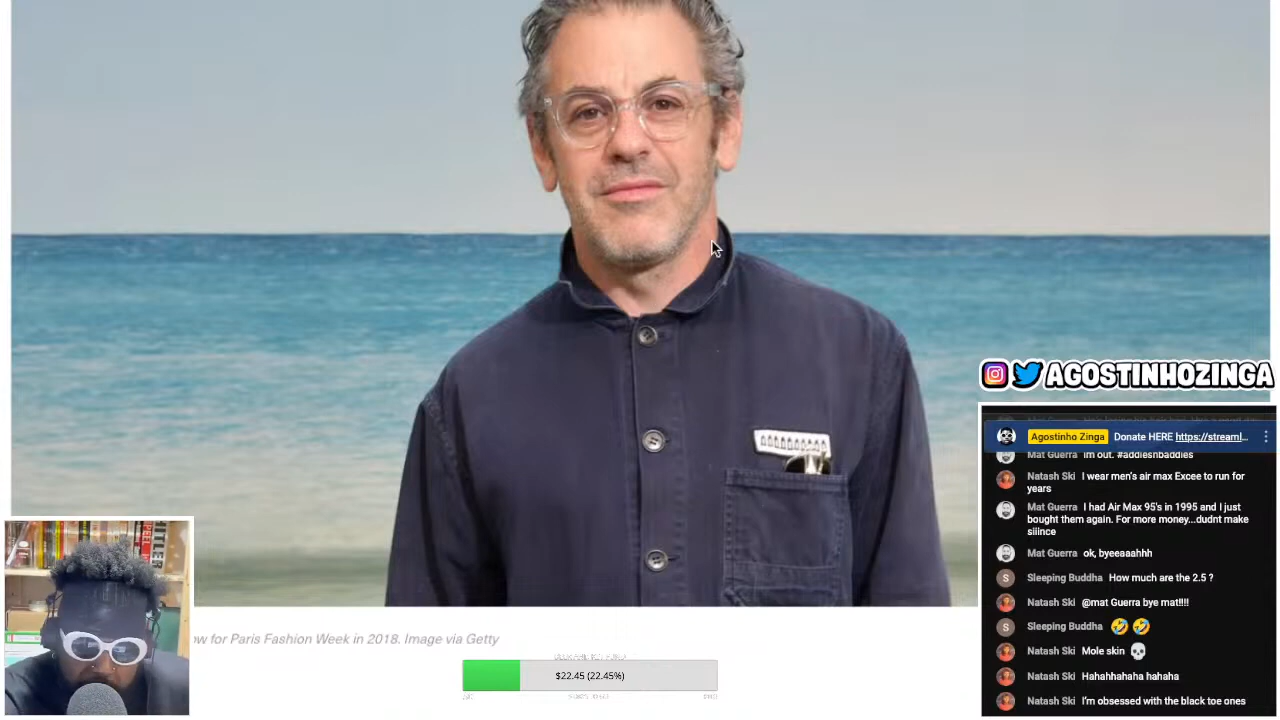 AGOSTINHOZINGA
Agostinho Zinga Donate HERE https://streaml...
Mat Guerra im out. #addiesnbaddies
Natash Ski I wear men's air max Excee to run for
years
Mat Guerra I had Air Max 95's in 1995 and I just
bought them again. For more money...dudnt make
siiince
Mat Guerra ok, byeeaaahhh
Sleeping Buddha How much are the 2.5 ?
Natash Ski @mat Guerra bye mat!!!!
Sleeping Buddha 🤣🤣
Natash Ski Mole skin 💀
Natash Ski Hahahhahaha hahaha
Natash Ski I'm obsessed with the black toe ones
ow for Paris Fashion Week in 2018. Image via Getty
$22.45 (22.45%)